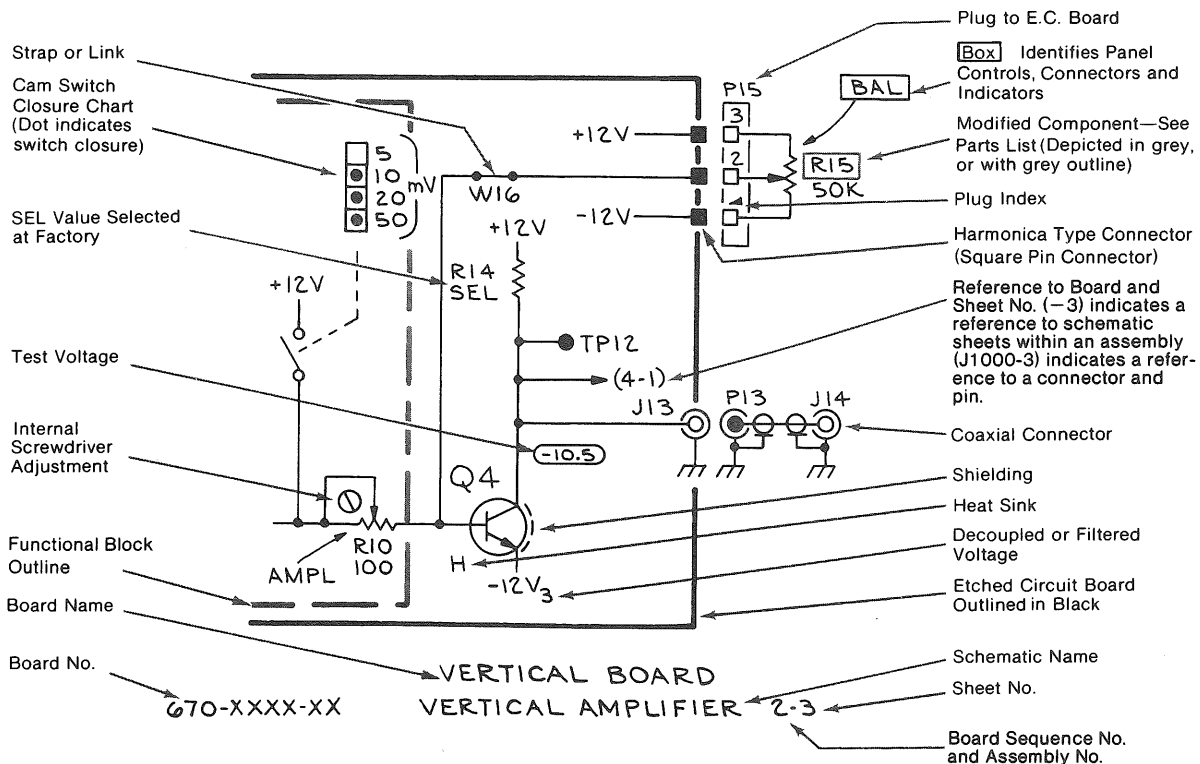 Strap or Link
Cam Switch
Closure Chart
(Dot indicates
switch closure)
SEL Value Selected
at Factory
Test Voltage
Internal
Screwdriver
Adjustment
Functional Block
Outline
Board Name
Board No.
5
10
20
50
mV
+12V
W16
+12V
R14
SEL
TP12
(4-1)
J13
-10.5
Q4
R10
100
AMPL
H
-12V3
+12V
-12V
P15
3
2
BAL
R15
50K
P13
J14
Plug to E.C. Board
Box Identifies Panel
Controls, Connectors and
Indicators
Modified Component—See
Parts List (Depicted in grey,
or with grey outline)
Plug Index
Harmonica Type Connector
(Square Pin Connector)
Reference to Board and
Sheet No. (−3) indicates a
reference to schematic
sheets within an assembly
(J1000-3) indicates a refer-
ence to a connector and
pin.
Coaxial Connector
Shielding
Heat Sink
Decoupled or Filtered
Voltage
Etched Circuit Board
Outlined in Black
Schematic Name
Sheet No.
Board Sequence No.
and Assembly No.
VERTICAL BOARD
670-XXXX-XX
VERTICAL AMPLIFIER 2-3